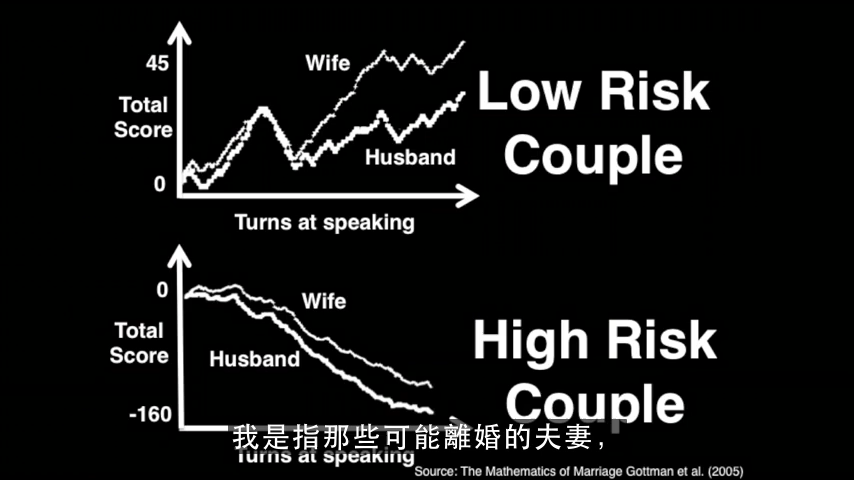 45
Wife
Total
Score
Low Risk
Couple
Husband
0
Turns at speaking
0
Wife
Total
Score
Husband
High Risk
Couple
-160
我是指那些可能離婚的夫妻，
Turns at speaking
Source: The Mathematics of Marriage Gottman et al. (2005)